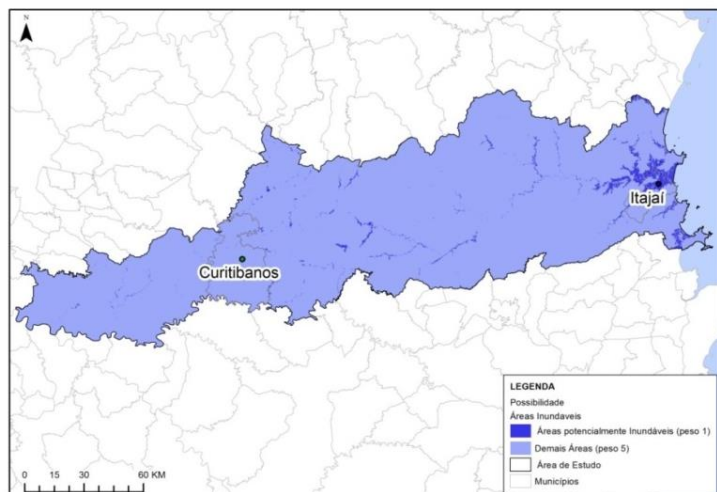 N
Itajaí
Curitibanos
LEGENDA
Possibilidade
Áreas Inundaveis
Áreas potencialmente Inundáveis (peso 1)
Demais Áreas (peso 5)
Área de Estudo
Municípios
0 15 30 60 KM